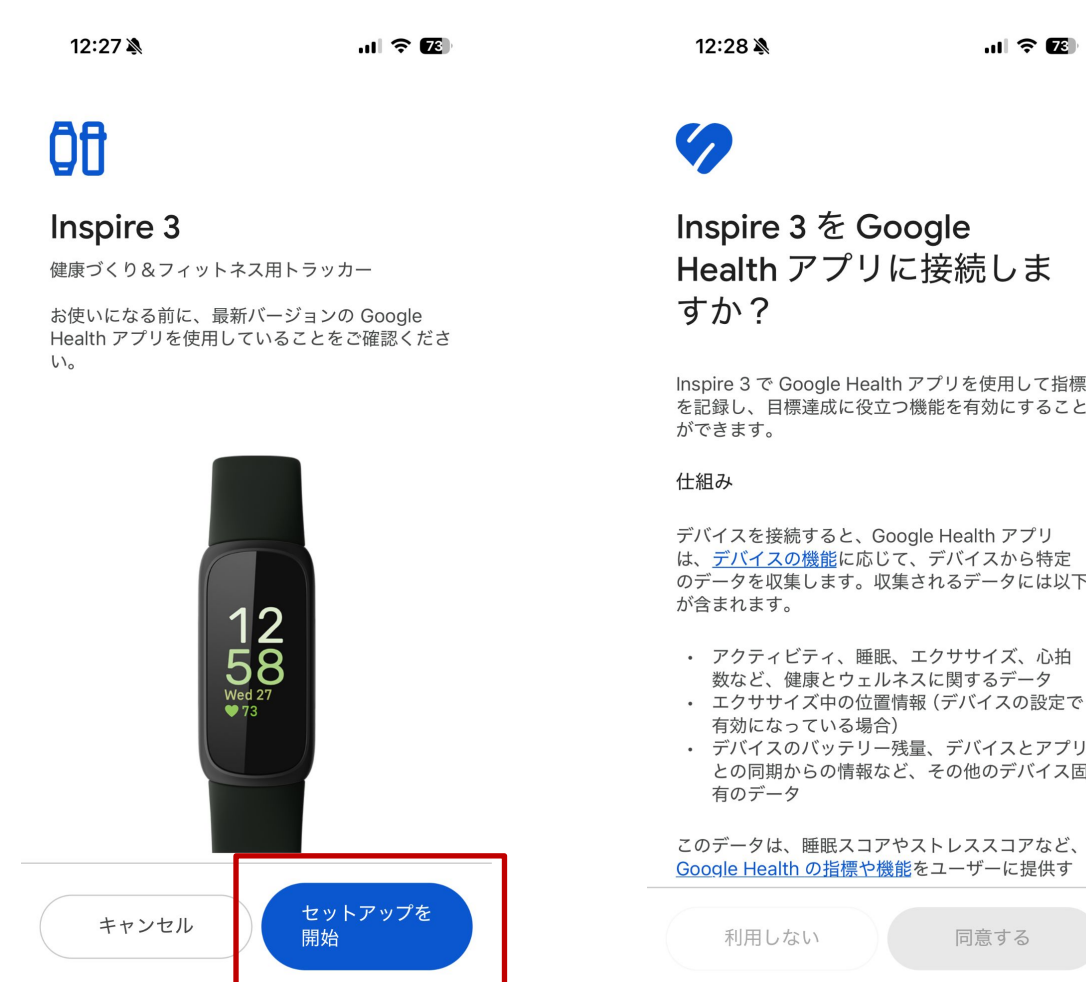 12:27
73
Inspire 3
健康づくり＆フィットネス用トラッカー
お使いになる前に、最新バージョンの Google
Health アプリを使用していることをご確認くださ
い。
12
58
Wed 27
73
キャンセル
セットアップを
開始
12:28
73
Inspire 3 を Google
Health アプリに接続しま
すか？
Inspire 3 で Google Health アプリを使用して指標
を記録し、目標達成に役立つ機能を有効にすること
ができます。
仕組み
デバイスを接続すると、Google Health アプリ
は、デバイスの機能に応じて、デバイスから特定
のデータを収集します。収集されるデータには以下
が含まれます。
• アクティビティ、睡眠、エクササイズ、心拍
数など、健康とウェルネスに関するデータ
• エクササイズ中の位置情報（デバイスの設定で
有効になっている場合）
• デバイスのバッテリー残量、デバイスとアプリ
との同期からの情報など、その他のデバイス固
有のデータ
このデータは、睡眠スコアやストレススコアなど、
Google Health の指標や機能をユーザーに提供す
利用しない
同意する